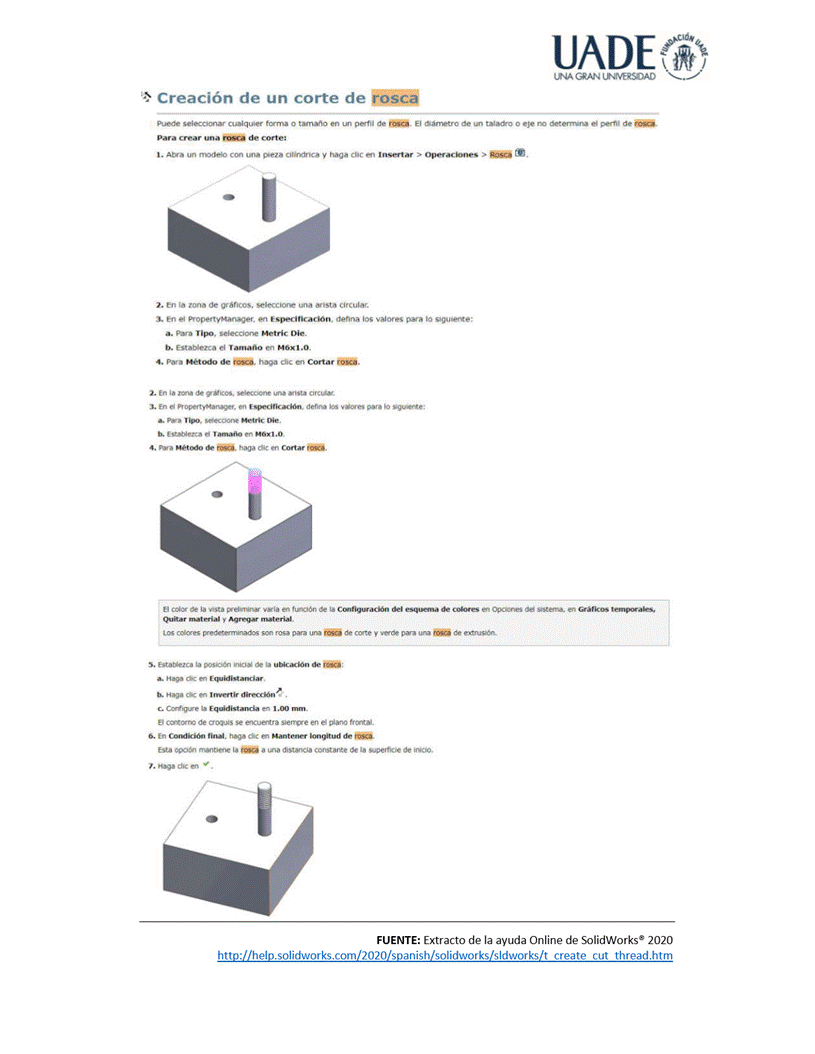 UADE
UNA GRAN UNIVERSIDAD
FUNDACIÓN UADE
Creación de un corte de rosca
Puede seleccionar cualquier forma o tamaño en un perfil de rosca. El diámetro de un taladro o eje no determina el perfil de rosca.
Para crear una rosca de corte:
1. Abra un modelo con una pieza cilíndrica y haga clic en Insertar > Operaciones > Rosca .
2. En la zona de gráficos, seleccione una arista circular.
3. En el PropertyManager, en Especificación, defina los valores para lo siguiente:
a. Para Tipo, seleccione Metric Die.
b. Establezca el Tamaño en M6x1.0.
4. Para Método de rosca, haga clic en Cortar rosca.
2. En la zona de gráficos, seleccione una arista circular.
3. En el PropertyManager, en Especificación, defina los valores para lo siguiente:
a. Para Tipo, seleccione Metric Die.
b. Establezca el Tamaño en M6x1.0.
4. Para Método de rosca, haga clic en Cortar rosca.
El color de la vista preliminar varía en función de la Configuración del esquema de colores en Opciones del sistema, en Gráficos temporales,
Quitar material y Agregar material.
Los colores predeterminados son rosa para una rosca de corte y verde para una rosca de extrusión.
5. Establezca la posición inicial de la ubicación de rosca:
a. Haga clic en Equidistanciar.
b. Haga clic en Invertir dirección .
c. Configure la Equidistancia en 1.00 mm.
El contorno de croquis se encuentra siempre en el plano frontal.
6. En Condición final, haga clic en Mantener longitud de rosca.
Esta opción mantiene la rosca a una distancia constante de la superficie de inicio.
7. Haga clic en .
FUENTE: Extracto de la ayuda Online de SolidWorks® 2020
http://help.solidworks.com/2020/spanish/solidworks/sldworks/t_create_cut_thread.htm